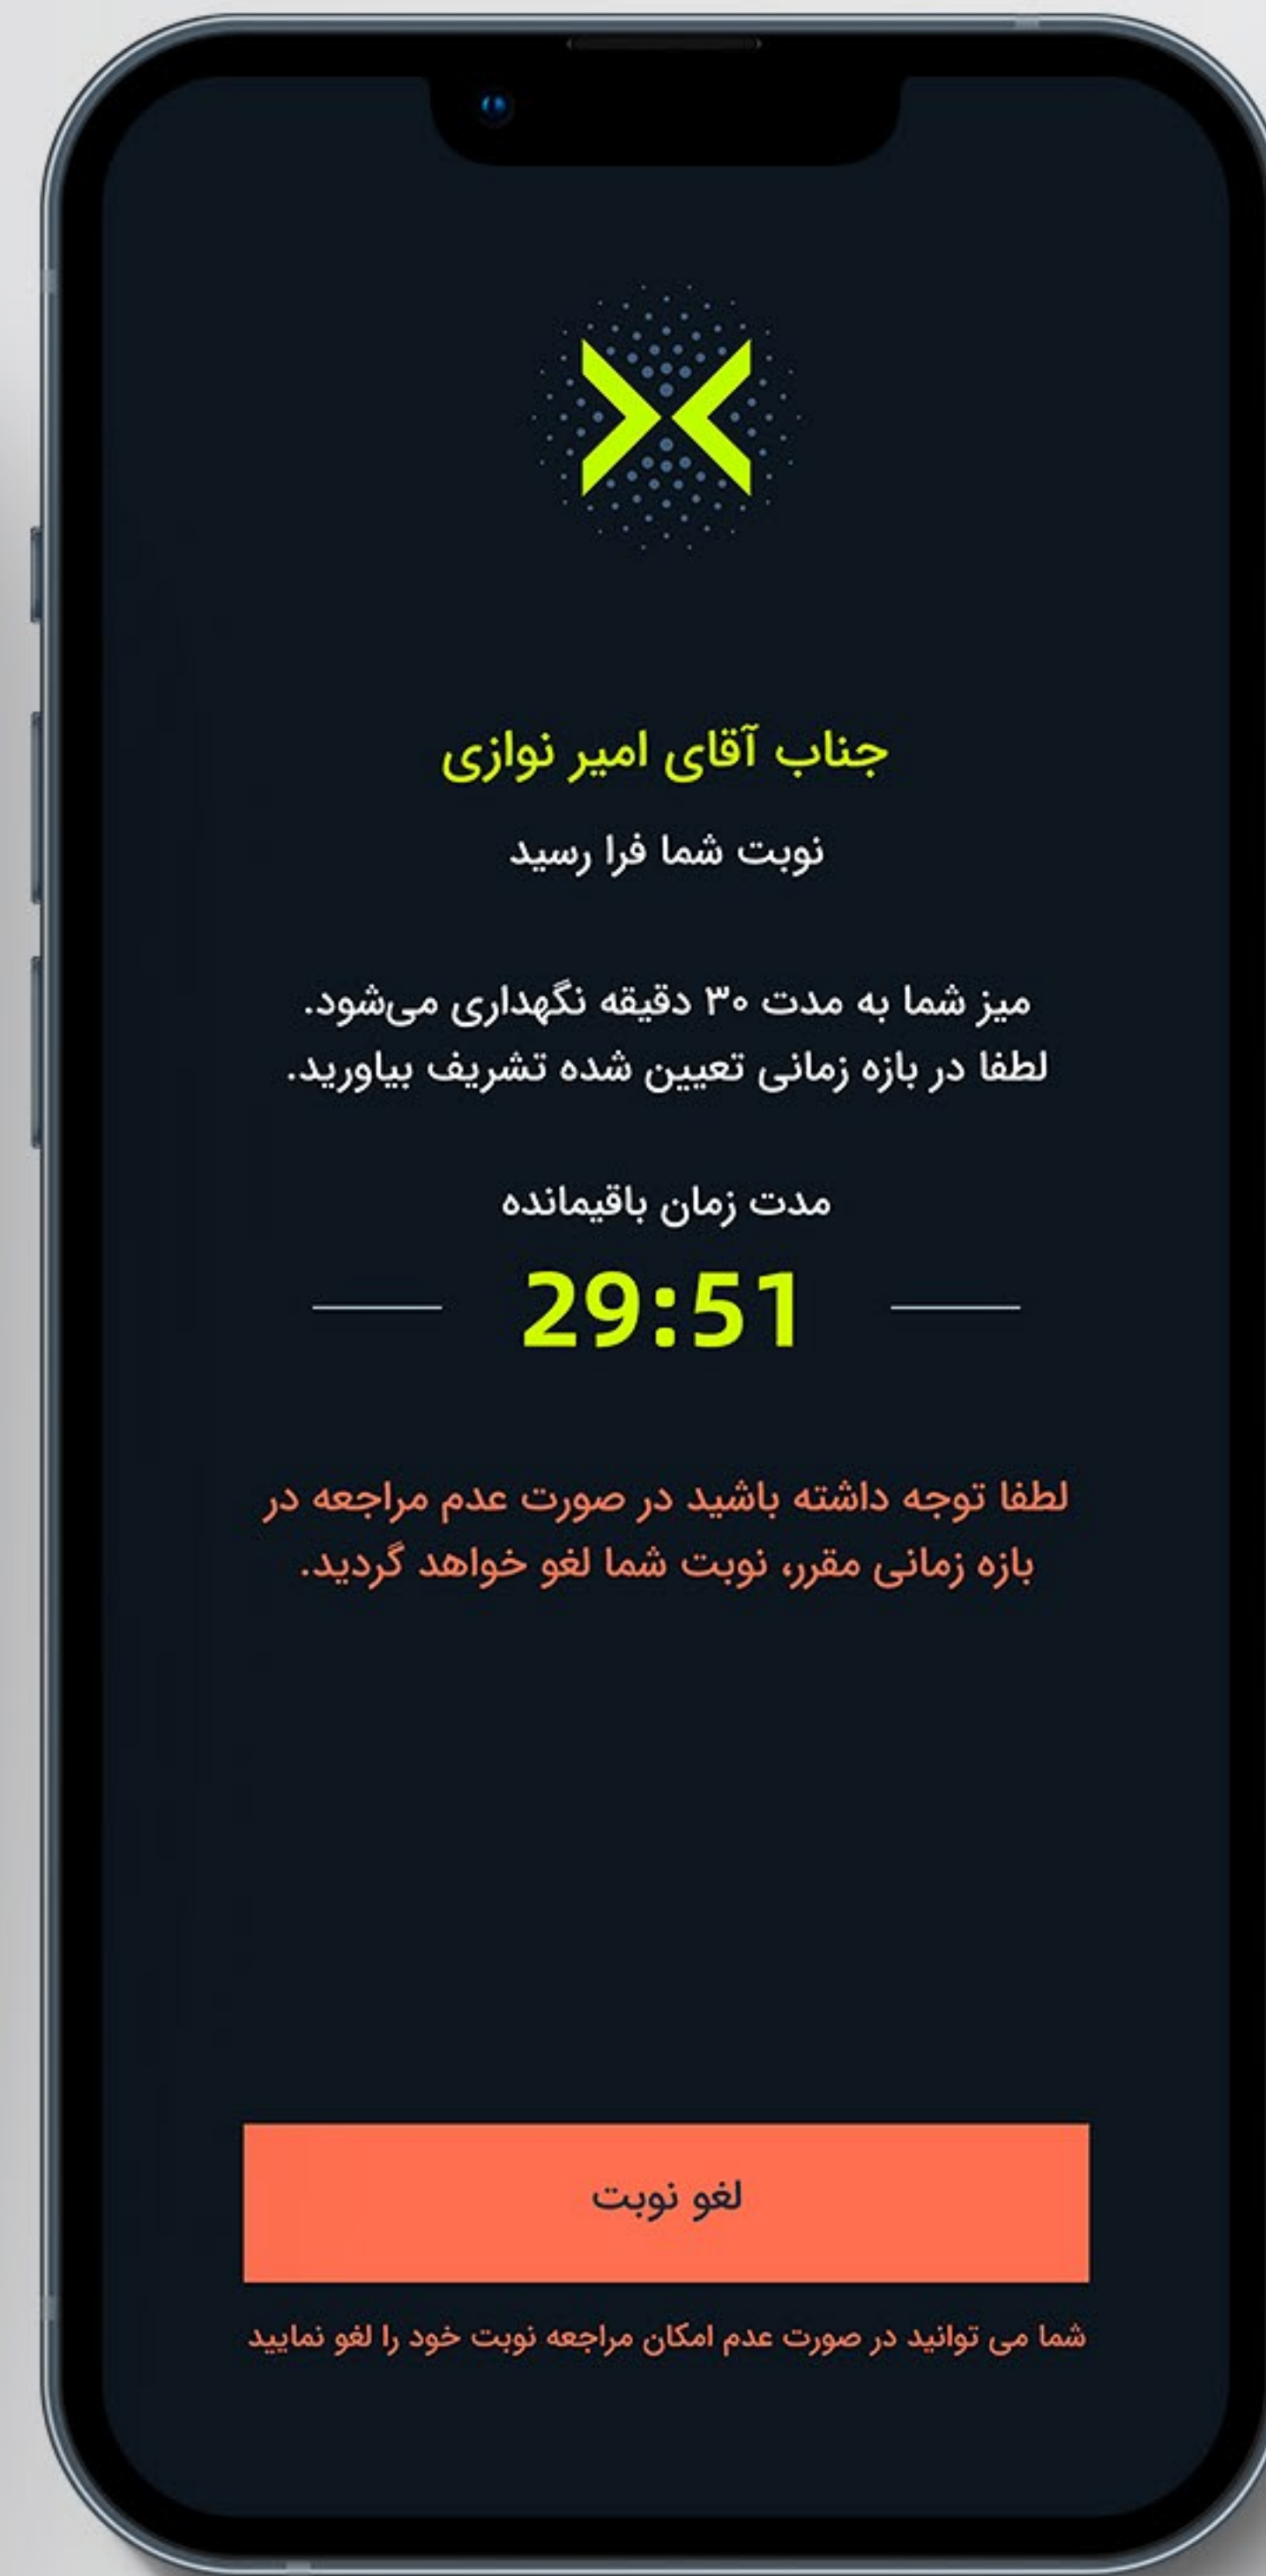 جناب آقای امیر نوازی
نوبت شما فرا رسید
میز شما به مدت ۳۰ دقیقه نگهداری می‌شود.
لطفا در بازه زمانی تعیین شده تشریف بیاورید.
مدت زمان باقیمانده
29:51
لطفا توجه داشته باشید در صورت عدم مراجعه در
بازه زمانی مقرر، نوبت شما لغو خواهد گردید.
لغو نوبت
شما می توانید در صورت عدم امکان مراجعه نوبت خود را لغو نمایید